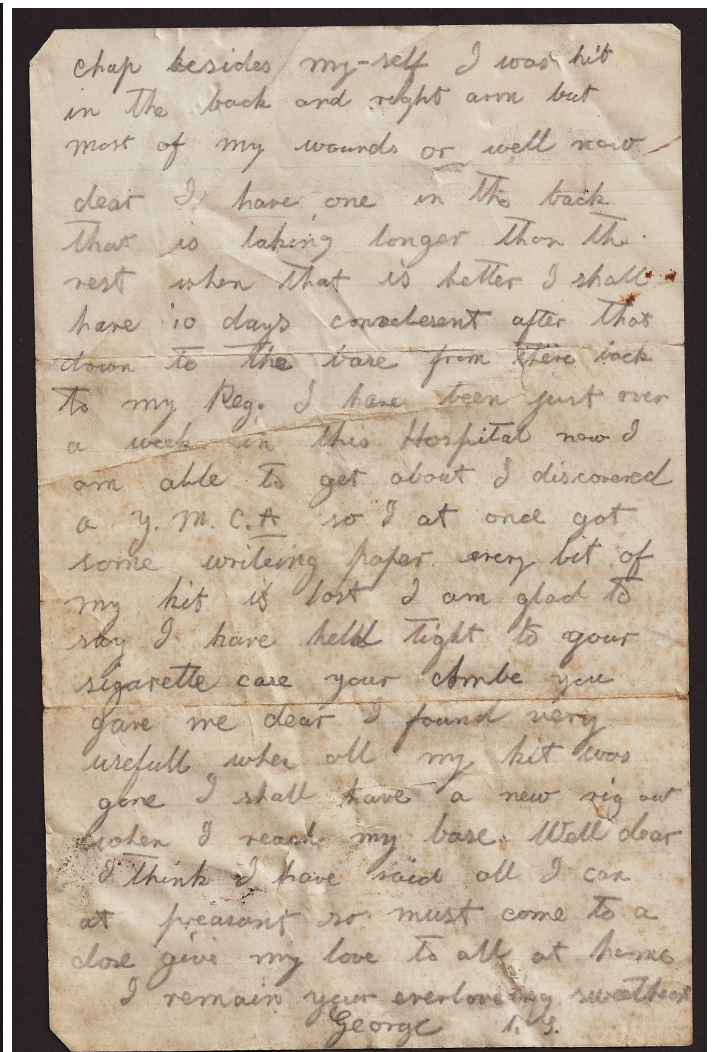 chap besides my-self I was hit
in the back and right arm but
most of my wounds or well now
dear I have one in the back
that is taking longer than the
rest when that is better I shall
have 10 days convelesent after that
down to the base from there back
to my Reg. I have been just over
a week in this Hospital now I
am able to get about I discovered
a Y. M. C. A so I at once got
some writeing paper every bit of
my kit is lost I am glad to
say I have held tight to your
sigarette case your you
gave me dear I found very
usefull when all my kit was
gone I shall have a new rig out
when I reach my base. Well dear
I think I have said all I can
at preasant so must come to a
close give my love to all at home
I remain your everloveing sweetheart
George